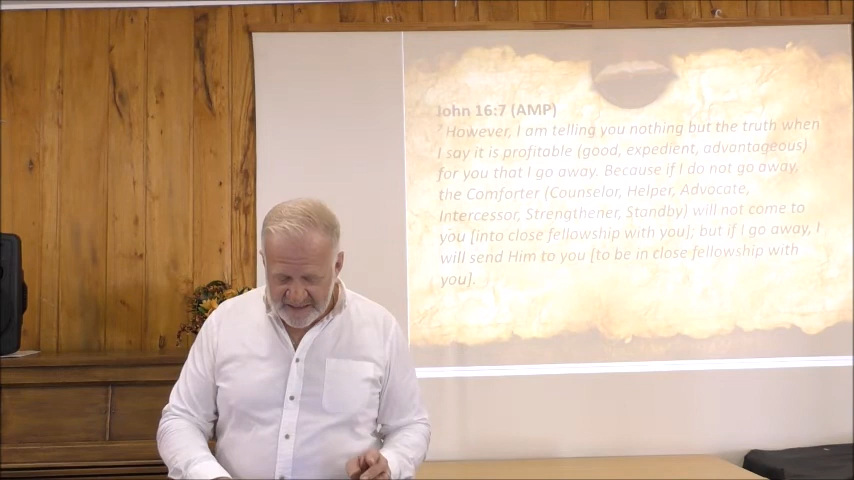 John 16:7 (AMP)
7 However, I am telling you nothing but the truth when
I say it is profitable (good, expedient, advantageous)
for you that I go away. Because if I do not go away,
the Comforter (Counselor, Helper, Advocate,
Intercessor, Strengthener, Standby) will not come to
you [into close fellowship with you]; but if I go away, I
will send Him to you [to be in close fellowship with
you].